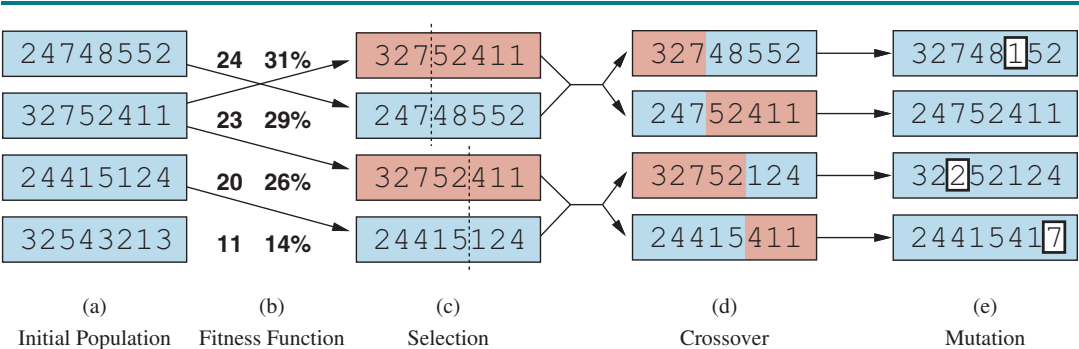 24748552 24 31% 32752411 32748552 32748152
32752411 23 29% 24748552 24752411 24752411
24415124 20 26% 32752411 32752124 32252124
32543213 11 14% 24415124 24415411 24415417
(a) (b) (c) (d) (e)
Initial Population Fitness Function Selection Crossover Mutation